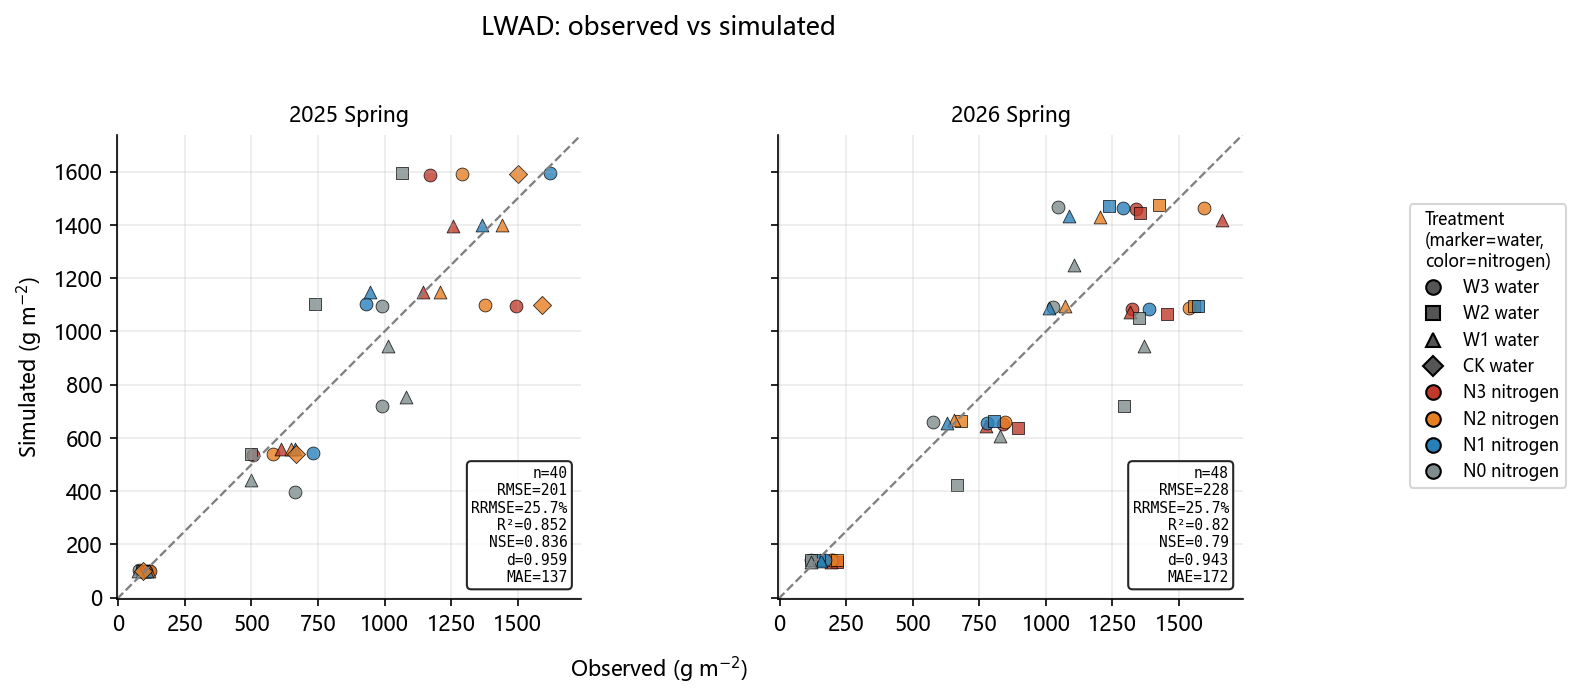 LWAD: observed vs simulated
2025 Spring
2026 Spring
Simulated (g m⁻²)
1600
1400
1200
1000
800
600
400
200
0
0 250 500 750 1000 1250 1500
n=40
RMSE=201
RRMSE=25.7%
R²=0.852
NSE=0.836
d=0.959
MAE=137
0 250 500 750 1000 1250 1500
n=48
RMSE=228
RRMSE=25.7%
R²=0.82
NSE=0.79
d=0.943
MAE=172
Observed (g m⁻²)
Treatment
(marker=water,
color=nitrogen)
W3 water
W2 water
W1 water
CK water
N3 nitrogen
N2 nitrogen
N1 nitrogen
N0 nitrogen